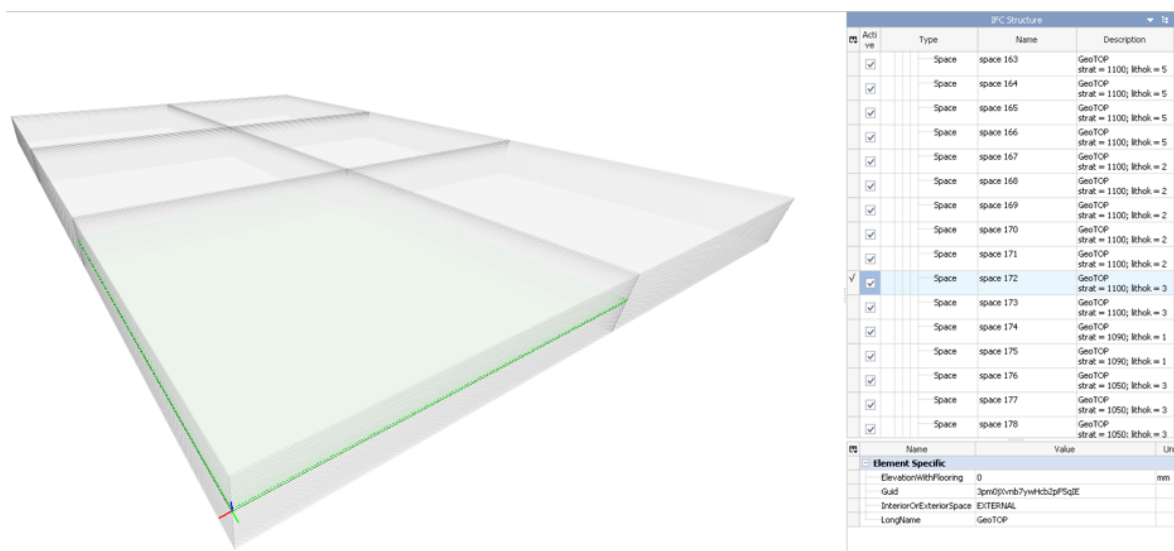 IFC Structure
Acti
ve
Type
Name
Description
Space
space 163
GeoTOP
strat = 1100; lithok = 5
Space
space 164
GeoTOP
strat = 1100; lithok = 5
Space
space 165
GeoTOP
strat = 1100; lithok = 5
Space
space 166
GeoTOP
strat = 1100; lithok = 5
Space
space 167
GeoTOP
strat = 1100; lithok = 2
Space
space 168
GeoTOP
strat = 1100; lithok = 2
Space
space 169
GeoTOP
strat = 1100; lithok = 2
Space
space 170
GeoTOP
strat = 1100; lithok = 2
Space
space 171
GeoTOP
strat = 1100; lithok = 2
Space
space 172
GeoTOP
strat = 1100; lithok = 3
Space
space 173
GeoTOP
strat = 1100; lithok = 3
Space
space 174
GeoTOP
strat = 1090; lithok = 1
Space
space 175
GeoTOP
strat = 1090; lithok = 1
Space
space 176
GeoTOP
strat = 1050; lithok = 3
Space
space 177
GeoTOP
strat = 1050; lithok = 3
Space
space 178
GeoTOP
strat = 1050; lithok = 3
Name
Value
Un
Element Specific
ElevationWithFlooring
0
mm
Guid
InteriorOrExteriorSpace
EXTERNAL
LongName
GeoTOP